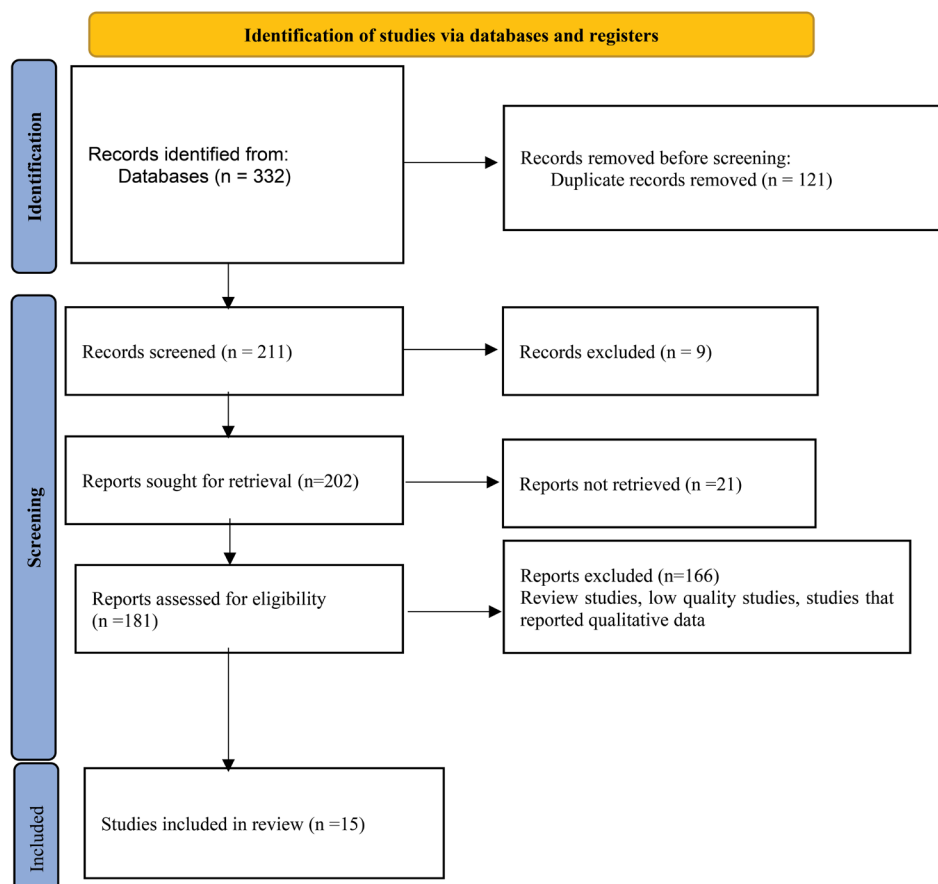 Identification of studies via databases and registers
Identification
Records identified from:
Databases (n = 332)
Records removed before screening:
Duplicate records removed (n = 121)
Screening
Records screened (n = 211)
Records excluded (n = 9)
Reports sought for retrieval (n=202)
Reports not retrieved (n =21)
Reports assessed for eligibility
(n =181)
Reports excluded (n=166)
Review studies, low quality studies, studies that
reported qualitative data
Included
Studies included in review (n =15)